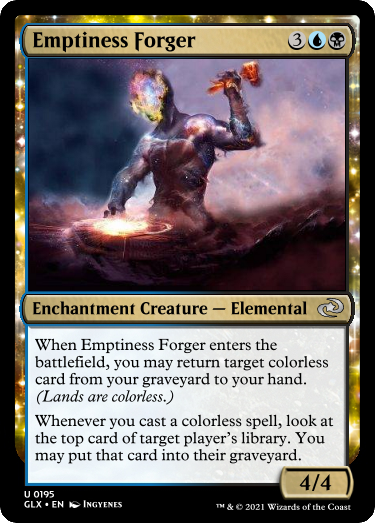 Emptiness Forger 3
Enchantment Creature — Elemental
When Emptiness Forger enters the
battlefield, you may return target colorless
card from your graveyard to your hand.
(Lands are colorless.)
Whenever you cast a colorless spell, look at
the top card of target player's library. You
may put that card into their graveyard.
4/4
U 0195
GLX • EN INGYENES
™ & © 2021 Wizards of the Coast